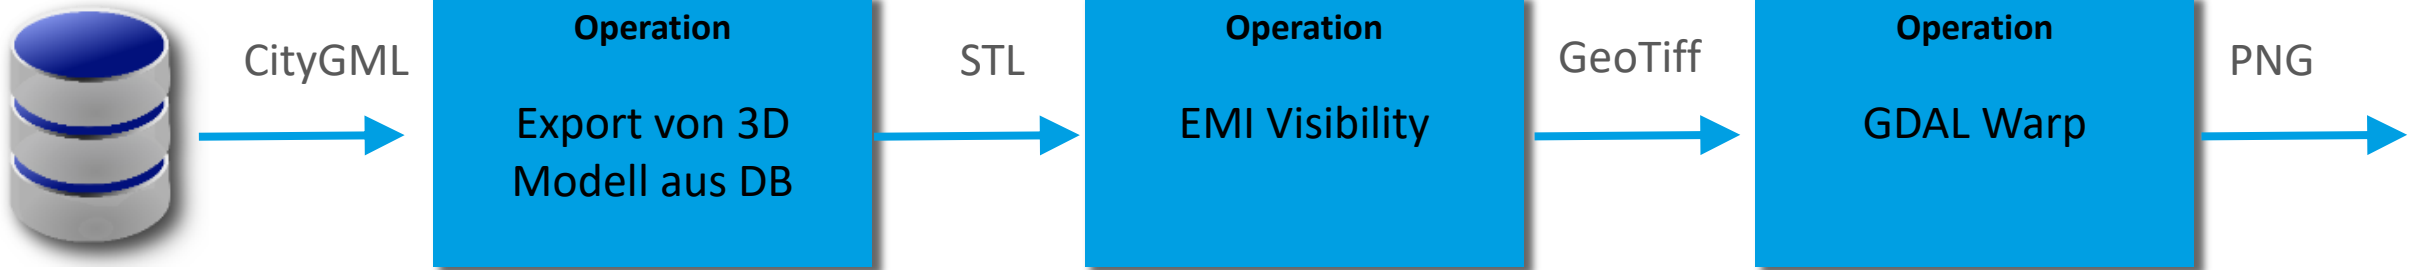 CityGML
Operation
Export von 3D
Modell aus DB
STL
Operation
EMI Visibility
GeoTiff
Operation
GDAL Warp
PNG